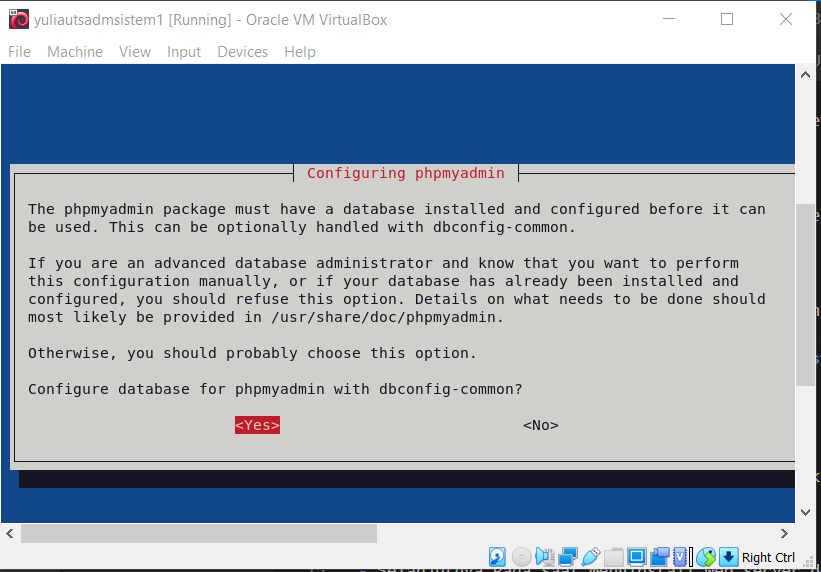 yuliautsadmsistem1 [Running] - Oracle VM VirtualBox
File Machine View Input Devices Help
Configuring phpmyadmin
The phpmyadmin package must have a database installed and configured before it can
be used. This can be optionally handled with dbconfig-common.
If you are an advanced database administrator and know that you want to perform
this configuration manually, or if your database has already been installed and
configured, you should refuse this option. Details on what needs to be done should
most likely be provided in /usr/share/doc/phpmyadmin.
Otherwise, you should probably choose this option.
Configure database for phpmyadmin with dbconfig-common?
<Yes> <No>
Right Ctrl